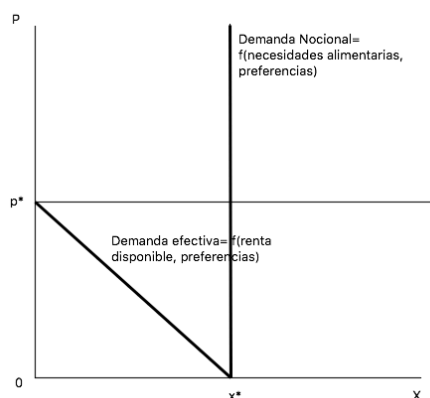 P
Demanda Nocional=
f(necesidades alimentarias,
preferencias)
p*
Demanda efectiva= f(renta
disponible, preferencias)
0
x*
X